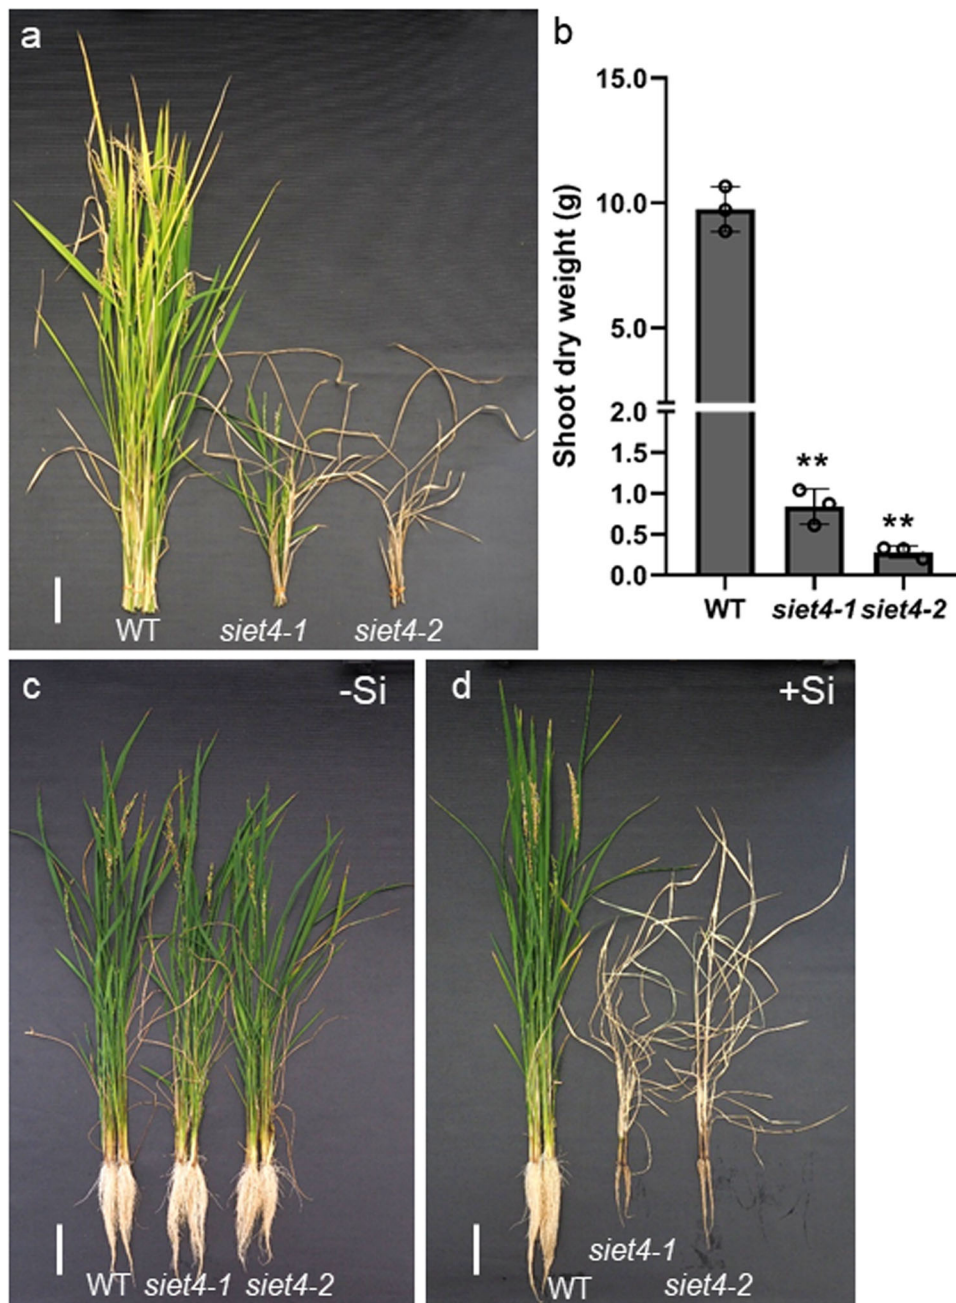 a
WT siet4-1 siet4-2
b
Shoot dry weight (g)
15.0
10.0
5.0
2.0
1.5
1.0
0.5
0.0
**
**
WT siet4-1 siet4-2
c -Si
WT siet4-1 siet4-2
d +Si
siet4-1
WT siet4-2